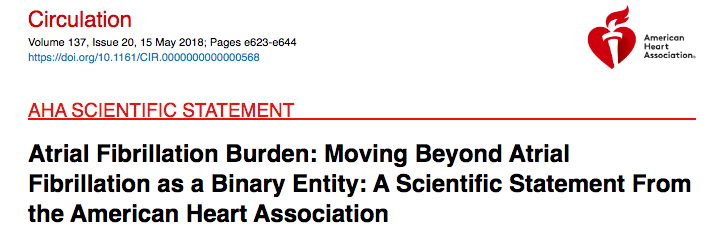 Circulation
Volume 137, Issue 20, 15 May 2018; Pages e623-e644
https://doi.org/10.1161/CIR.0000000000000568
American
Heart
Association®
AHA SCIENTIFIC STATEMENT
Atrial Fibrillation Burden: Moving Beyond Atrial
Fibrillation as a Binary Entity: A Scientific Statement From
the American Heart Association